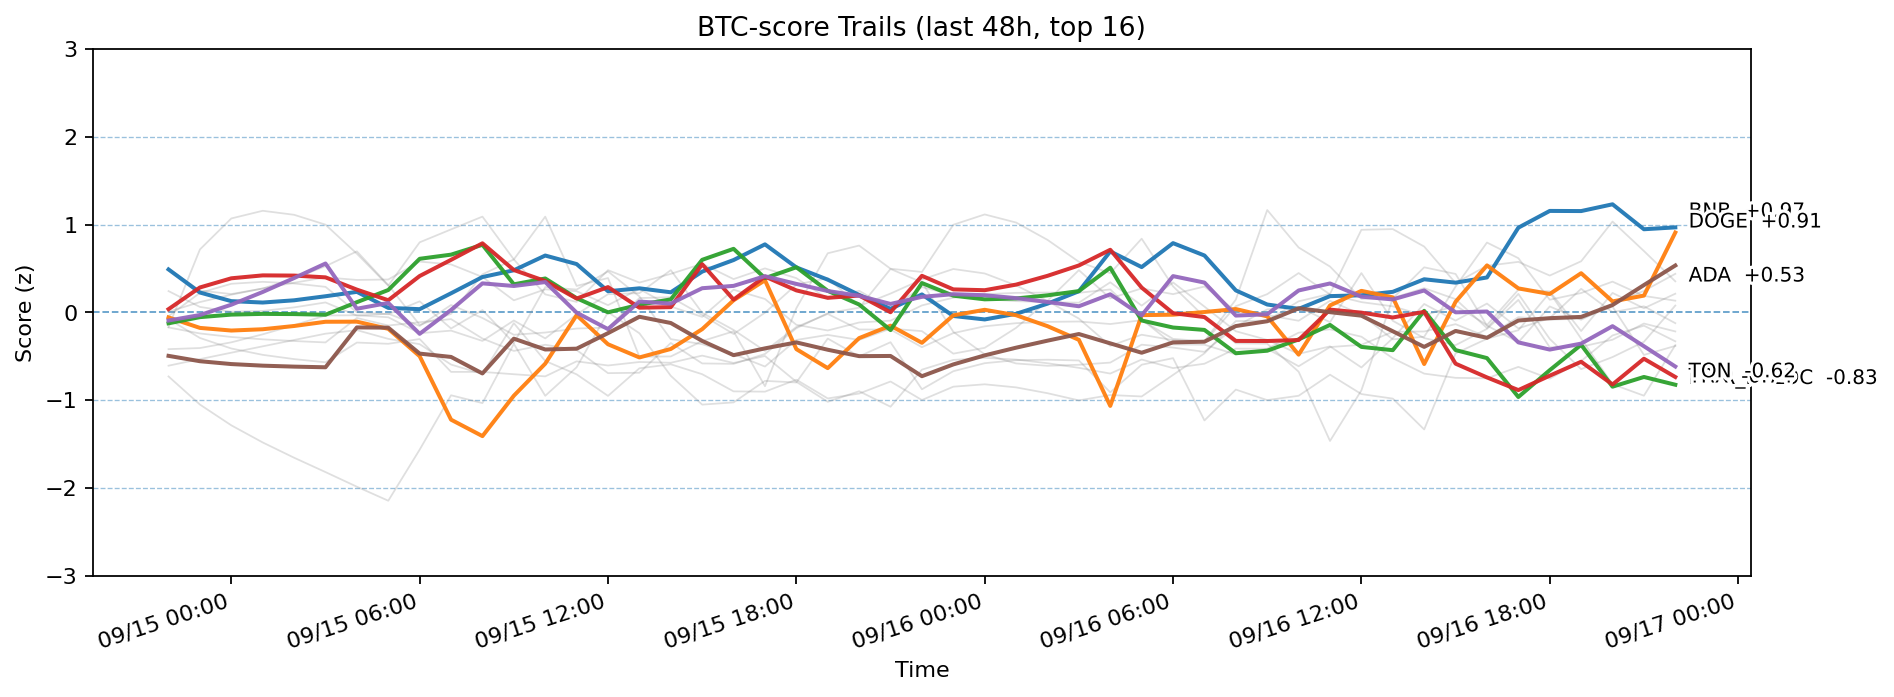 BTC-score Trails (last 48h, top 16)
3
2
1
0
−1
−2
−3
Score (z)
BNB +0.97
DOGE +0.91
ADA +0.53
TON -0.62
-0.83
09/15 00:00
09/15 06:00
09/15 12:00
09/15 18:00
09/16 00:00
09/16 06:00
09/16 12:00
09/16 18:00
09/17 00:00
Time